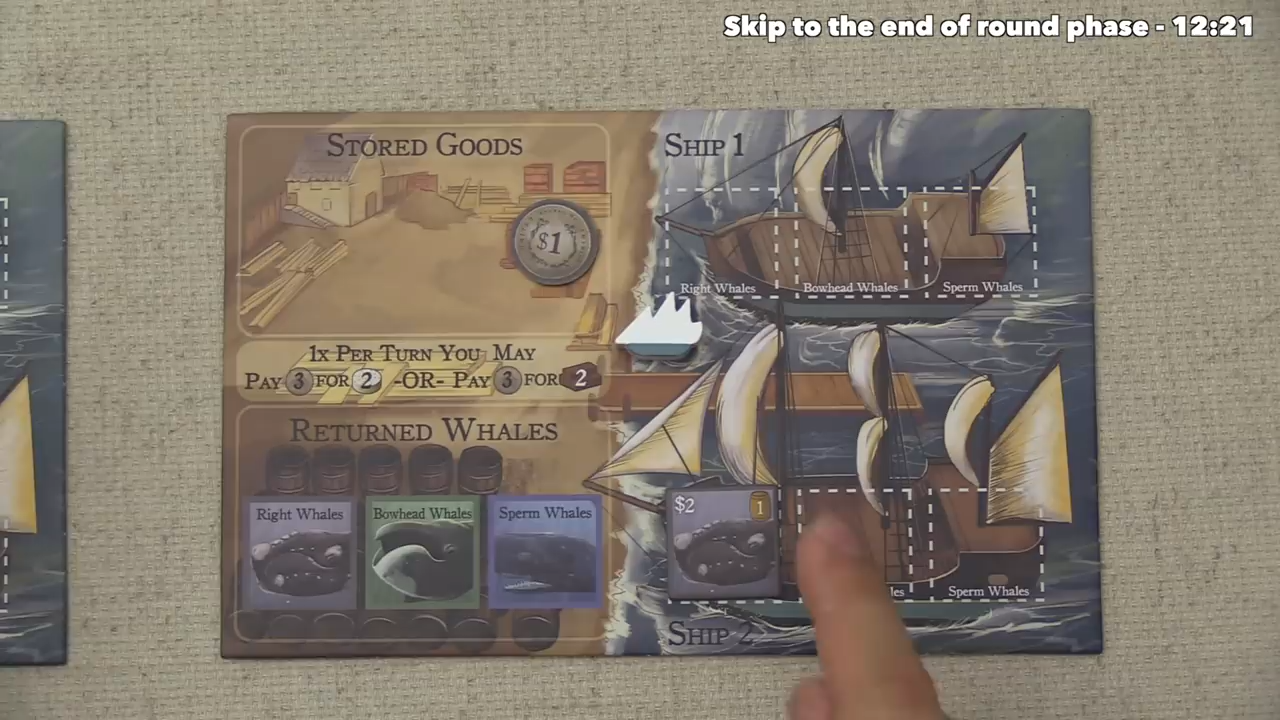 Skip to the end of round phase - 12:21
STORED GOODS
$1
1X PER TURN YOU MAY
PAY 3 FOR 2 -OR- PAY 3 FOR 2
RETURNED WHALES
Right Whales
Bowhead Whales
Sperm Whales
SHIP 1
Right Whales
Bowhead Whales
Sperm Whales
$2
1
les
Sperm Whales
SHIP 2